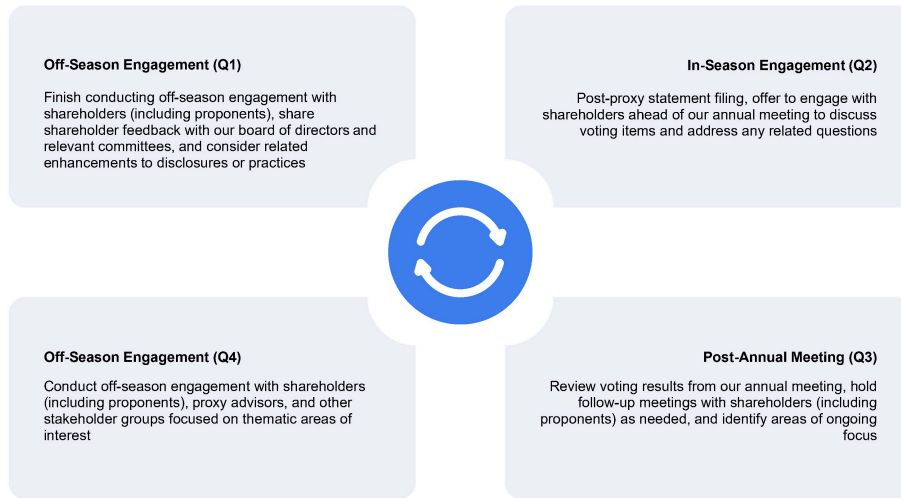 Off-Season Engagement (Q1)
Finish conducting off-season engagement with
shareholders (including proponents), share
shareholder feedback with our board of directors and
relevant committees, and consider related
enhancements to disclosures or practices
In-Season Engagement (Q2)
Post-proxy statement filing, offer to engage with
shareholders ahead of our annual meeting to discuss
voting items and address any related questions
Off-Season Engagement (Q4)
Conduct off-season engagement with shareholders
(including proponents), proxy advisors, and other
stakeholder groups focused on thematic areas of
interest
Post-Annual Meeting (Q3)
Review voting results from our annual meeting, hold
follow-up meetings with shareholders (including
proponents) as needed, and identify areas of ongoing
focus